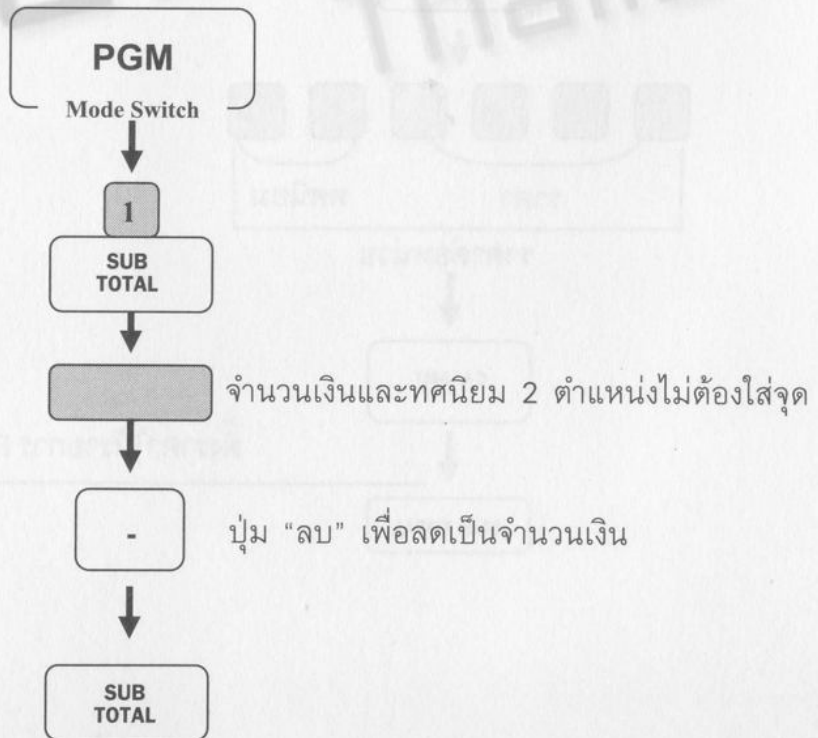 PGM
Mode Switch
1
SUB
TOTAL
จำนวนเงินและทศนิยม 2 ตำแหน่งไม่ต้องใส่จุด
-
ปุ่ม “ลบ” เพื่อลดเป็นจำนวนเงิน
SUB
TOTAL